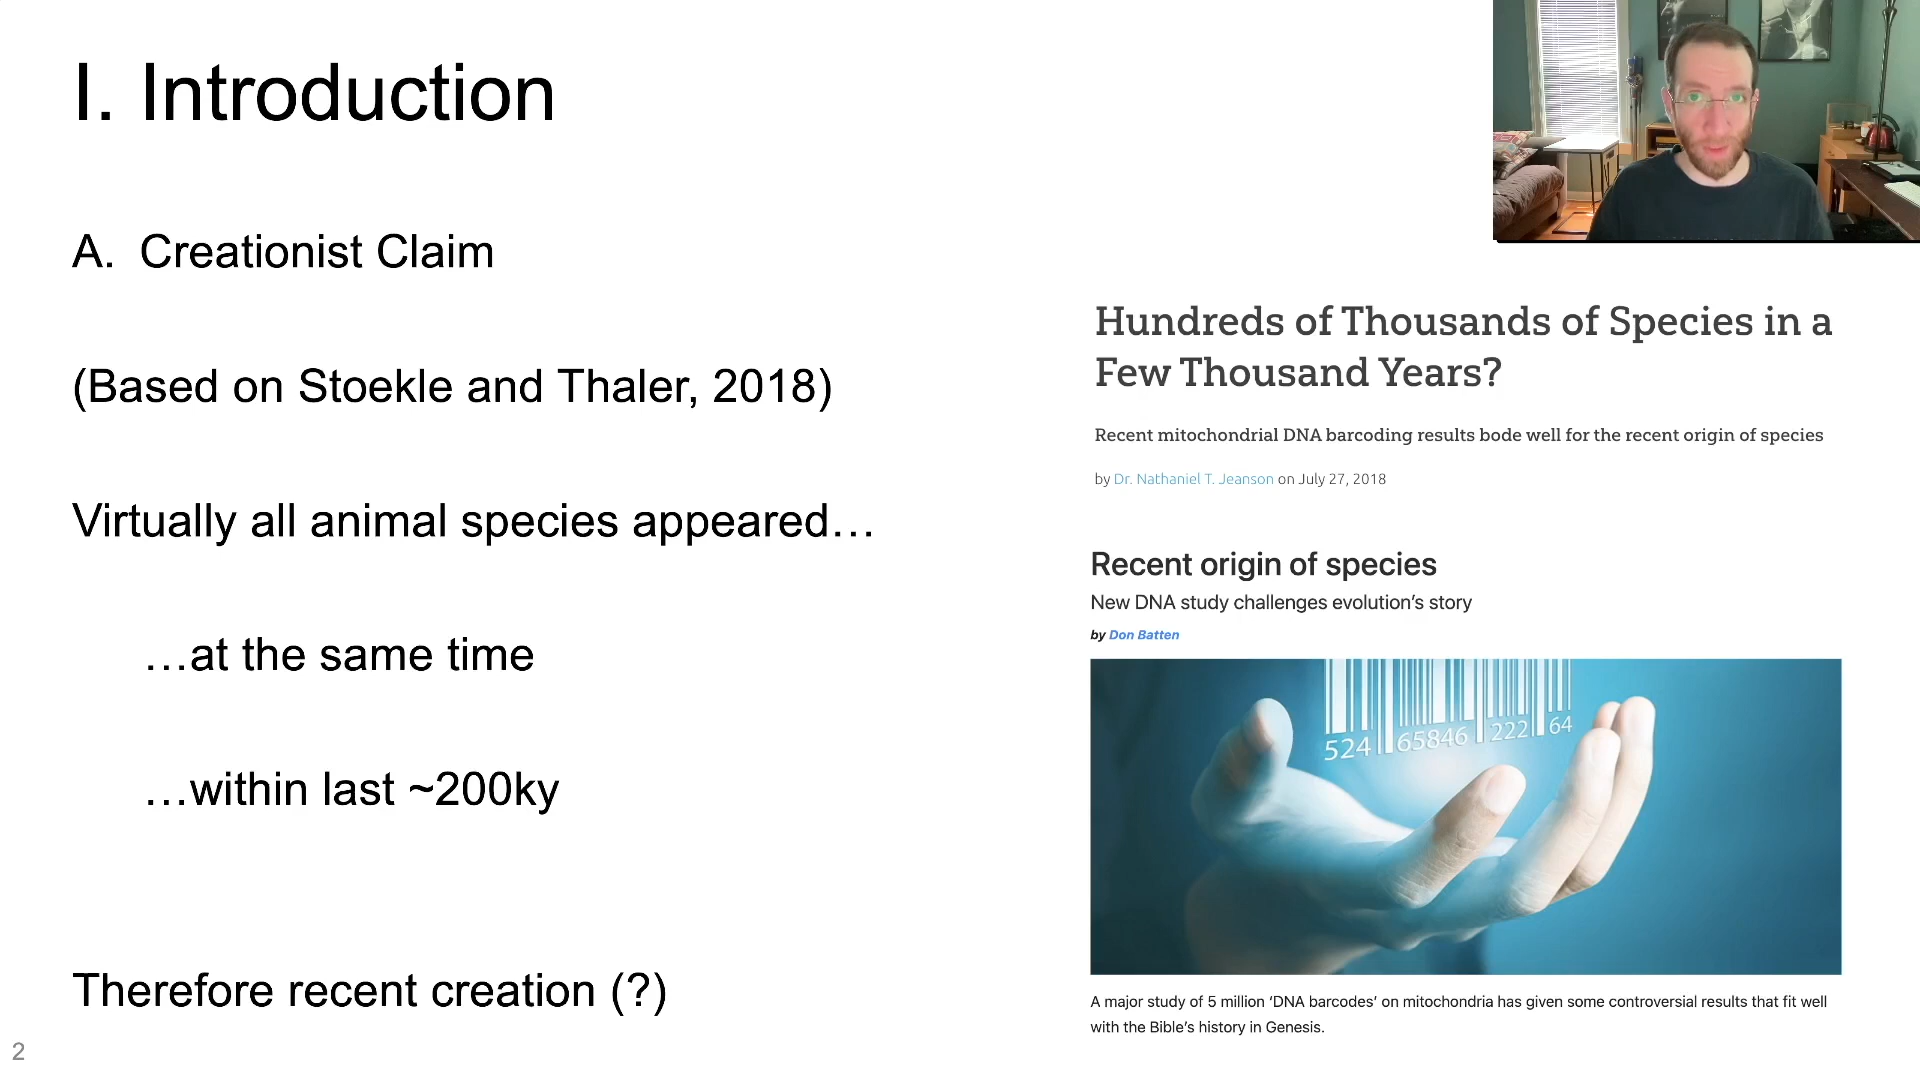 I. Introduction
A. Creationist Claim
(Based on Stoekle and Thaler, 2018)
Virtually all animal species appeared…
…at the same time
…within last ~200ky
Therefore recent creation (?)
2
Hundreds of Thousands of Species in a
Few Thousand Years?
Recent mitochondrial DNA barcoding results bode well for the recent origin of species
by Dr. Nathaniel T. Jeanson on July 27, 2018
Recent origin of species
New DNA study challenges evolution’s story
by Don Batten
524 65846 222 64
A major study of 5 million ‘DNA barcodes’ on mitochondria has given some controversial results that fit well
with the Bible’s history in Genesis.